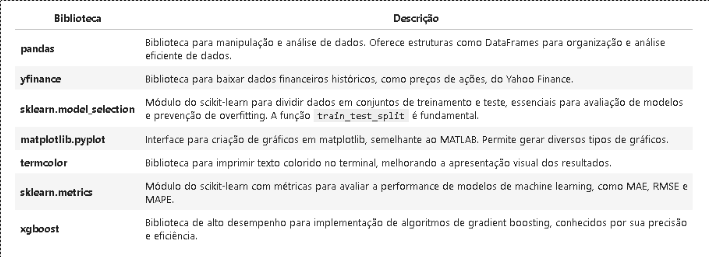 Biblioteca Descrição
pandas Biblioteca para manipulação e análise de dados. Oferece estruturas como DataFrames para organização e análise
eficiente de dados.
yfinance Biblioteca para baixar dados financeiros históricos, como preços de ações, do Yahoo Finance.
sklearn.model_selection Módulo do scikit-learn para dividir dados em conjuntos de treinamento e teste, essenciais para avaliação de modelos
e prevenção de overfitting. A função train_test_split é fundamental.
matplotlib.pyplot Interface para criação de gráficos em matplotlib, semelhante ao MATLAB. Permite gerar diversos tipos de gráficos.
termcolor Biblioteca para imprimir texto colorido no terminal, melhorando a apresentação visual dos resultados.
sklearn.metrics Módulo do scikit-learn com métricas para avaliar a performance de modelos de machine learning, como MAE, RMSE e
MAPE.
xgboost Biblioteca de alto desempenho para implementação de algoritmos de gradient boosting, conhecidos por sua precisão
e eficiência.